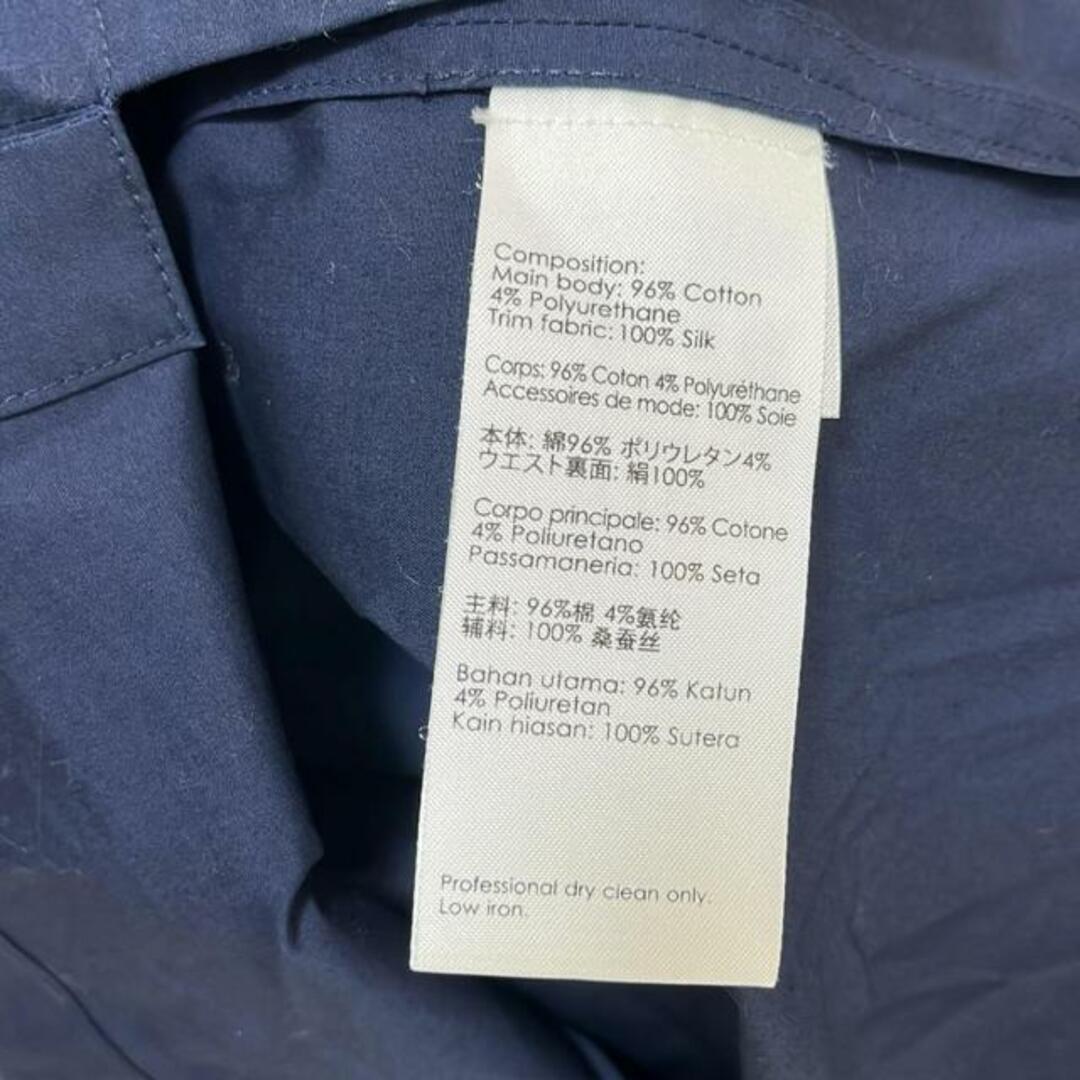 Composition:
Main body: 96% Cotton
4% Polyurethane
Trim fabric: 100% Silk
Corps: 96% Coton 4% Polyuréthane
Accessoires de mode: 100% Soie
本体: 綿96% ポリウレタン4%
ウエスト裏面: 絹100%
Corpo principale: 96% Cotone
4% Poliuretano
Passamaneria: 100% Seta
主料: 96%棉 4%氨纶
辅料: 100% 桑蚕丝
Bahan utama: 96% Katun
4% Poliuretan
Kain hiasan: 100% Sutera
Professional dry clean only.
Low iron.